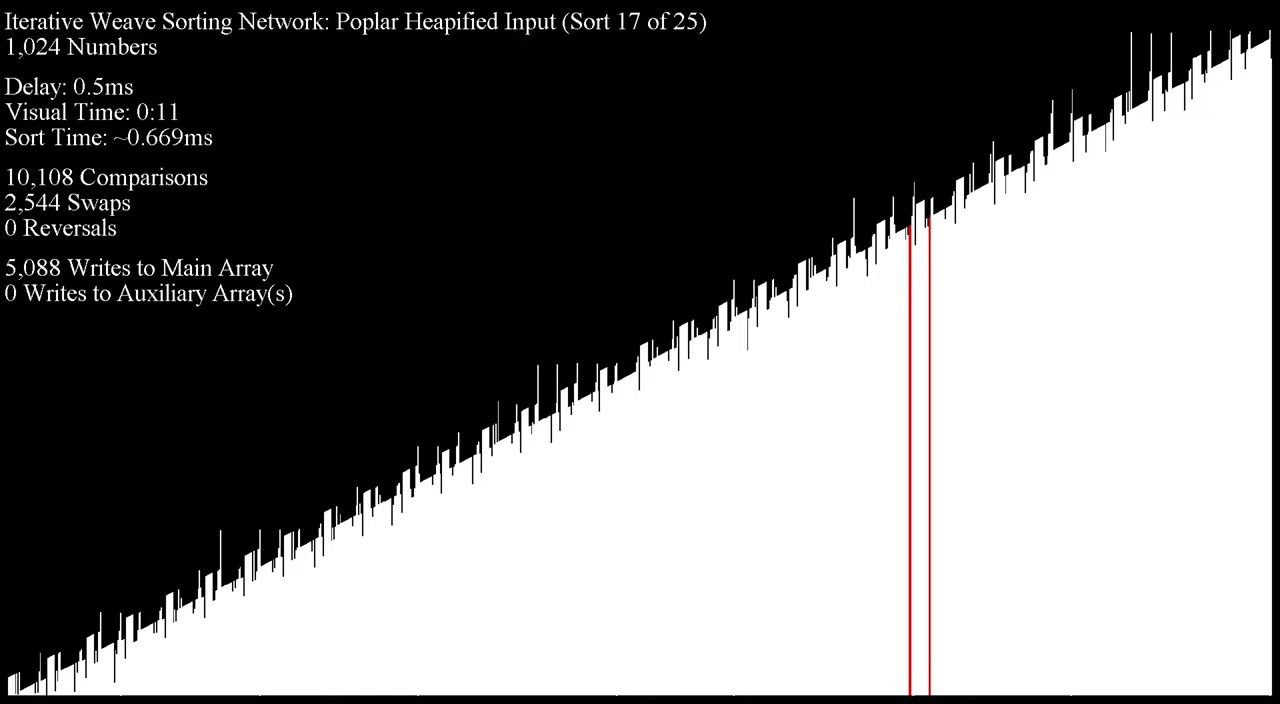 Iterative Weave Sorting Network: Poplar Heapified Input (Sort 17 of 25)
1,024 Numbers
Delay: 0.5ms
Visual Time: 0:11
Sort Time: ~0.669ms
10,108 Comparisons
2,544 Swaps
0 Reversals
5,088 Writes to Main Array
0 Writes to Auxiliary Array(s)